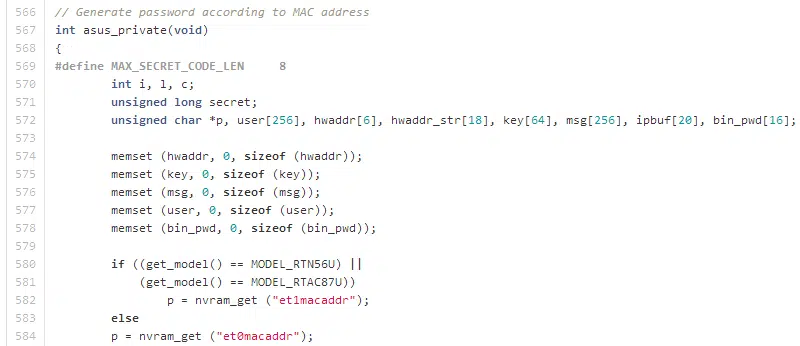 566 // Generate password according to MAC address
567 int asus_private(void)
568 {
569 #define MAX_SECRET_CODE_LEN     8
570         int i, l, c;
571         unsigned long secret;
572         unsigned char *p, user[256], hwaddr[6], hwaddr_str[18], key[64], msg[256], ipbuf[20], bin_pwd[16];
573
574         memset (hwaddr, 0, sizeof (hwaddr));
575         memset (key, 0, sizeof (key));
576         memset (msg, 0, sizeof (msg));
577         memset (user, 0, sizeof (user));
578         memset (bin_pwd, 0, sizeof (bin_pwd));
579
580         if ((get_model() == MODEL_RTN56U) ||
581             (get_model() == MODEL_RTAC87U))
582                 p = nvram_get ("et1macaddr");
583         else
584         p = nvram_get ("et0macaddr");